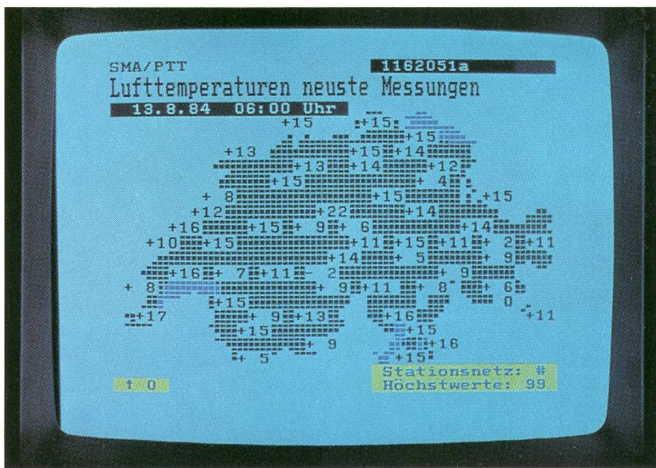 SMA/PTT 1162051a
Lufttemperaturen neuste Messungen
13.8.84 06:00 Uhr
+15 +15
+15
+13 +15 +14
+13 +14 +12
+15 + 4
+ 8 +15 +15
+12 +22 +14
+16 +15 + 9 + 6 +14
+10 +15 +11 +15 +11 + 2 +11
+14 + 5 + 9
+16 + 7 +11 - 2 + 9
+ 8 + 9 +11 + 8 + 6
+15 0
+17 + 9 +13 +16 +11
+15 +15
+ 9 +16
+ 5 +15
Stationsnetz: #
↑ 0 Höchstwerte: 99